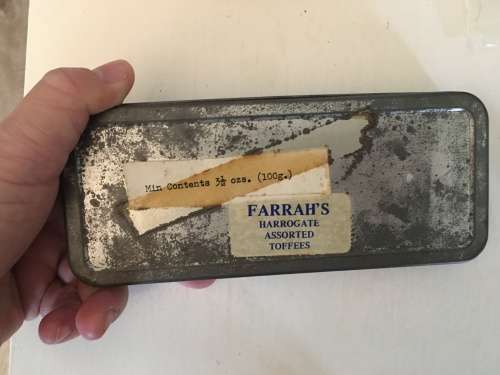 Min Contents 3½ ozs. (100g.)
FARRAH'S
HARROGATE
ASSORTED
TOFFEES